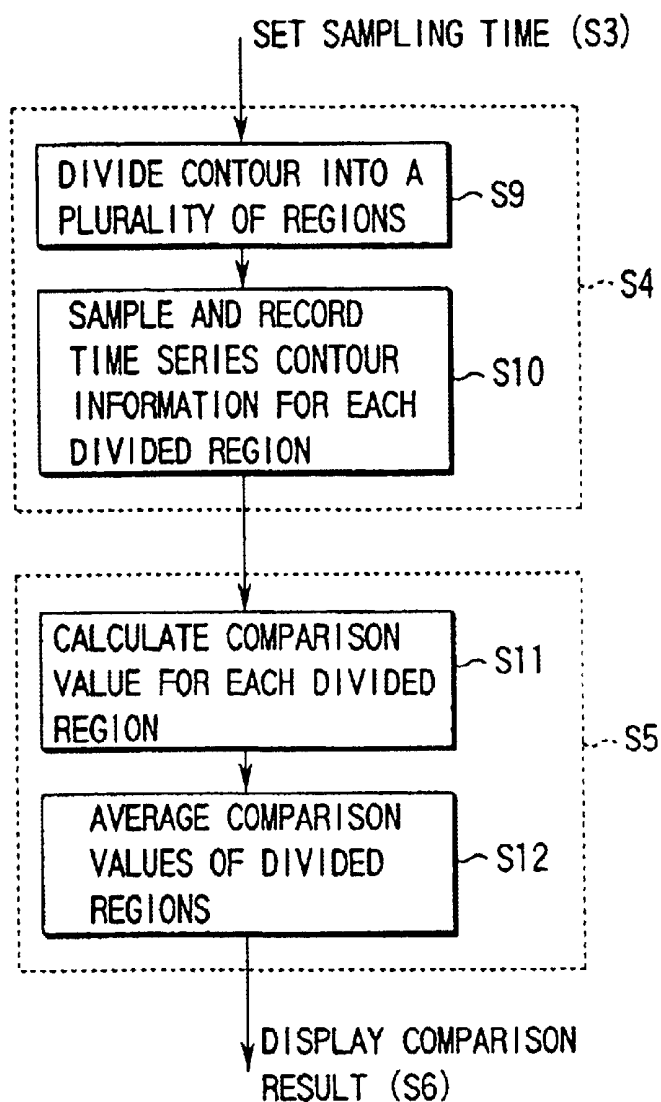 SET SAMPLING TIME (S3)
DIVIDE CONTOUR INTO A
PLURALITY OF REGIONS
S9
S4
SAMPLE AND RECORD
TIME SERIES CONTOUR
INFORMATION FOR EACH
DIVIDED REGION
S10
CALCULATE COMPARISON
VALUE FOR EACH DIVIDED
REGION
S11
S5
AVERAGE COMPARISON
VALUES OF DIVIDED
REGIONS
S12
DISPLAY COMPARISON
RESULT (S6)